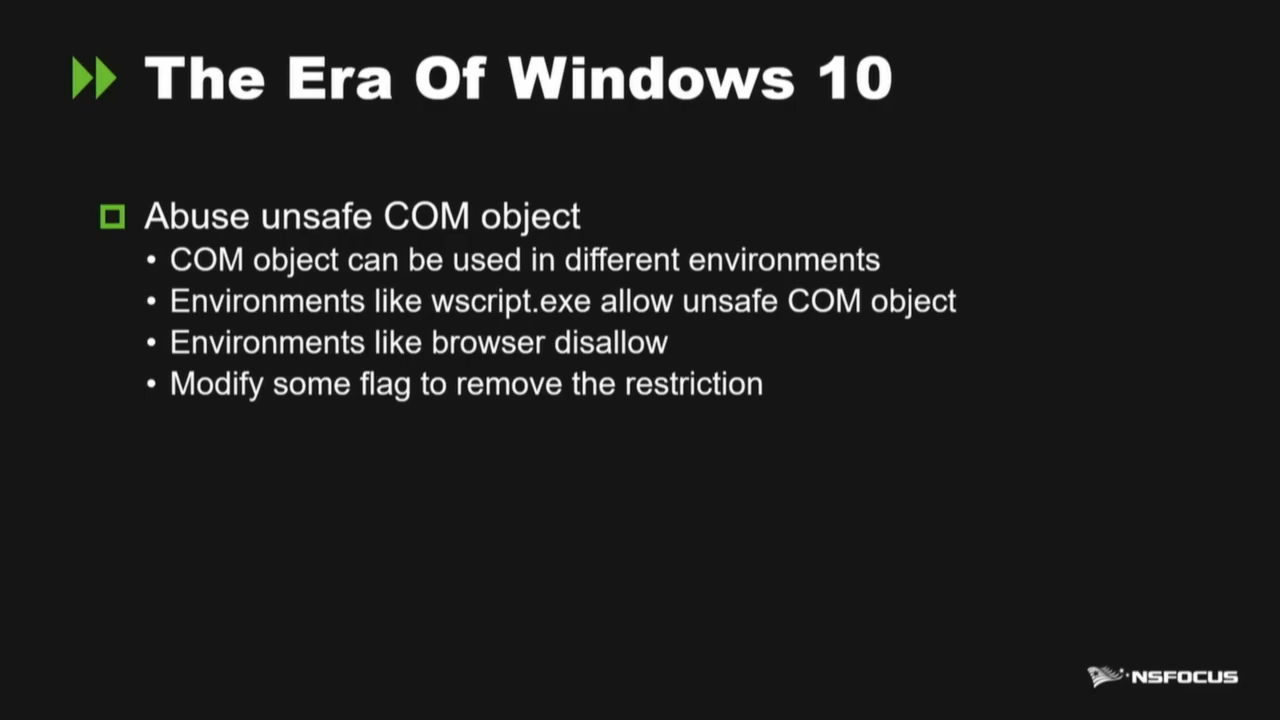 The Era Of Windows 10
Abuse unsafe COM object
• COM object can be used in different environments
• Environments like wscript.exe allow unsafe COM object
• Environments like browser disallow
• Modify some flag to remove the restriction
NSFOCUS